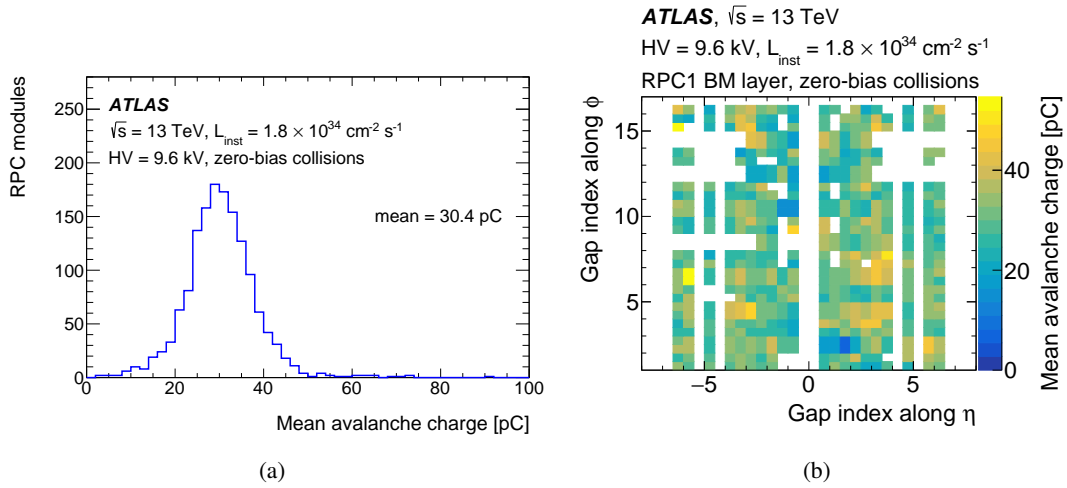 ATLAS
√s = 13 TeV, L_inst = 1.8 × 10³⁴ cm⁻² s⁻¹
HV = 9.6 kV, zero-bias collisions
mean = 30.4 pC
RPC modules
250
200
150
100
50
0
0 20 40 60 80 100
Mean avalanche charge [pC]
(a)
ATLAS, √s = 13 TeV
HV = 9.6 kV, L_inst = 1.8 × 10³⁴ cm⁻² s⁻¹
RPC1 BM layer, zero-bias collisions
Gap index along ϕ
15
10
5
−5 0 5
Gap index along η
40
20
0
Mean avalanche charge [pC]
(b)